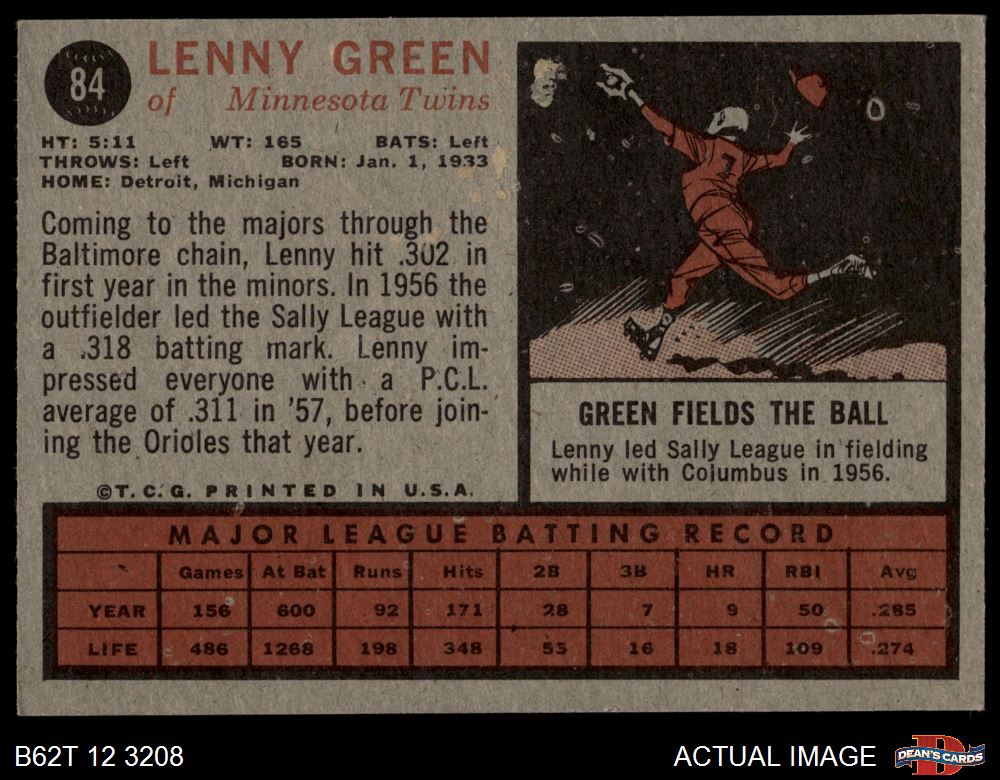 84
LENNY GREEN
of Minnesota Twins
HT: 5:11 WT: 165 BATS: Left
THROWS: Left BORN: Jan. 1, 1933
HOME: Detroit, Michigan
Coming to the majors through the
Baltimore chain, Lenny hit .302 in
first year in the minors. In 1956 the
outfielder led the Sally League with
a .318 batting mark. Lenny im-
pressed everyone with a P.C.L.
average of .311 in '57, before join-
ing the Orioles that year.
©T.C.G. PRINTED IN U.S.A.
7
GREEN FIELDS THE BALL
Lenny led Sally League in fielding
while with Columbus in 1956.
MAJOR LEAGUE BATTING RECORD
Games At Bat Runs Hits 2B 3B HR RBI Avg
YEAR 156 600 92 171 28 7 9 50 .285
LIFE 486 1268 198 348 55 16 18 109 .274
B62T 12 3208
ACTUAL IMAGE
D
DEAN'S CARDS